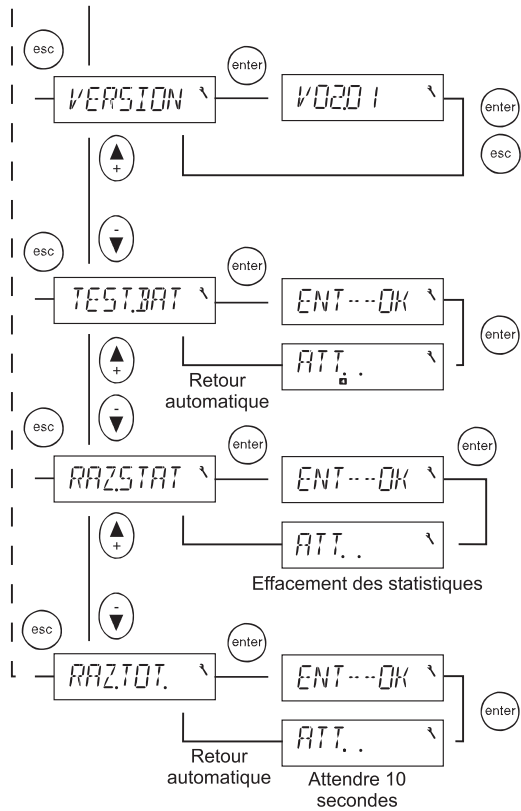 esc
enter
VERSION
V02.01
enter
esc
+
-
esc
enter
TEST.BAT
ENT---OK
enter
ATT. .
Retour
automatique
+
-
esc
enter
enter
RAZ.STAT
ENT---OK
ATT. .
+
Effacement des statistiques
-
esc
enter
RAZ.TOT.
ENT---OK
enter
ATT. .
Retour
automatique
Attendre 10
secondes